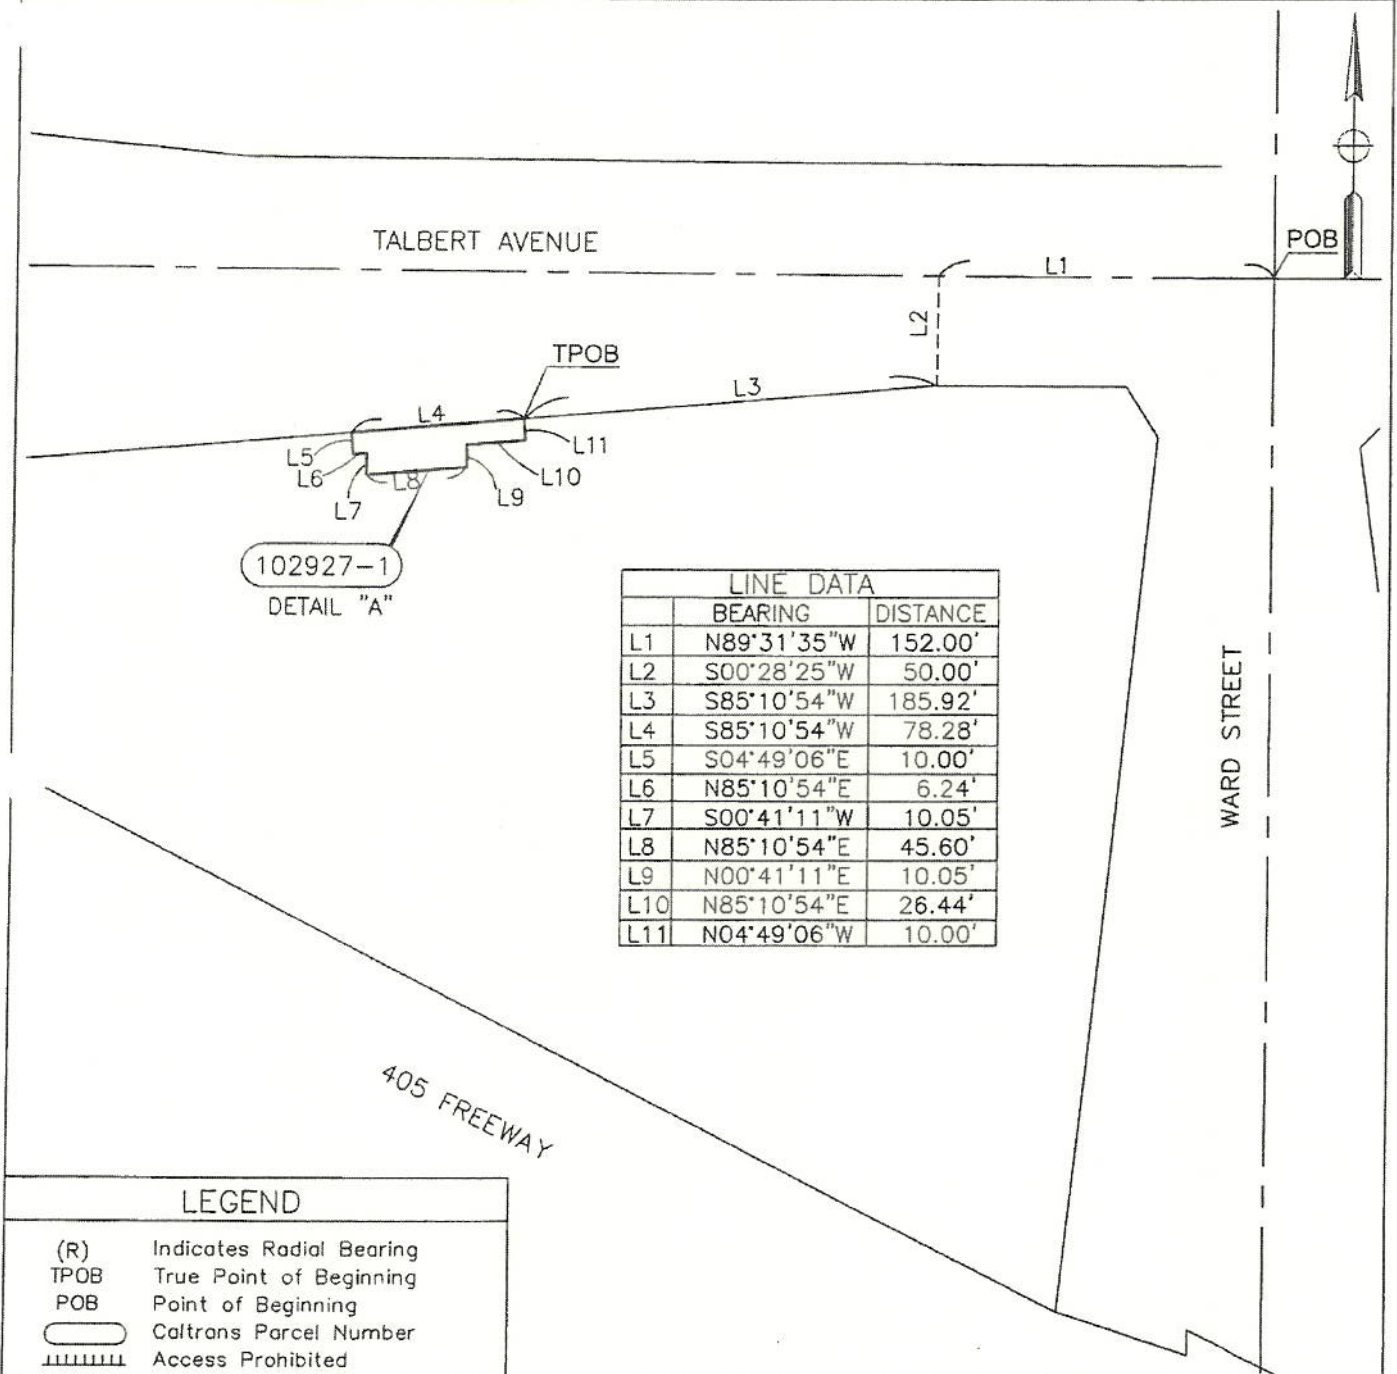 TALBERT AVENUE
POB
L1
L2
TPOB
L3
L4
L5
L6
L7
L8
L9
L10
L11
102927-1
DETAIL "A"
LINE DATA
BEARING DISTANCE
L1 N89°31'35"W 152.00'
L2 S00°28'25"W 50.00'
L3 S85°10'54"W 185.92'
L4 S85°10'54"W 78.28'
L5 S04°49'06"E 10.00'
L6 N85°10'54"E 6.24'
L7 S00°41'11"W 10.05'
L8 N85°10'54"E 45.60'
L9 N00°41'11"E 10.05'
L10 N85°10'54"E 26.44'
L11 N04°49'06"W 10.00'
WARD STREET
405 FREEWAY
LEGEND
(R) Indicates Radial Bearing
TPOB True Point of Beginning
POB Point of Beginning
Caltrans Parcel Number
Access Prohibited